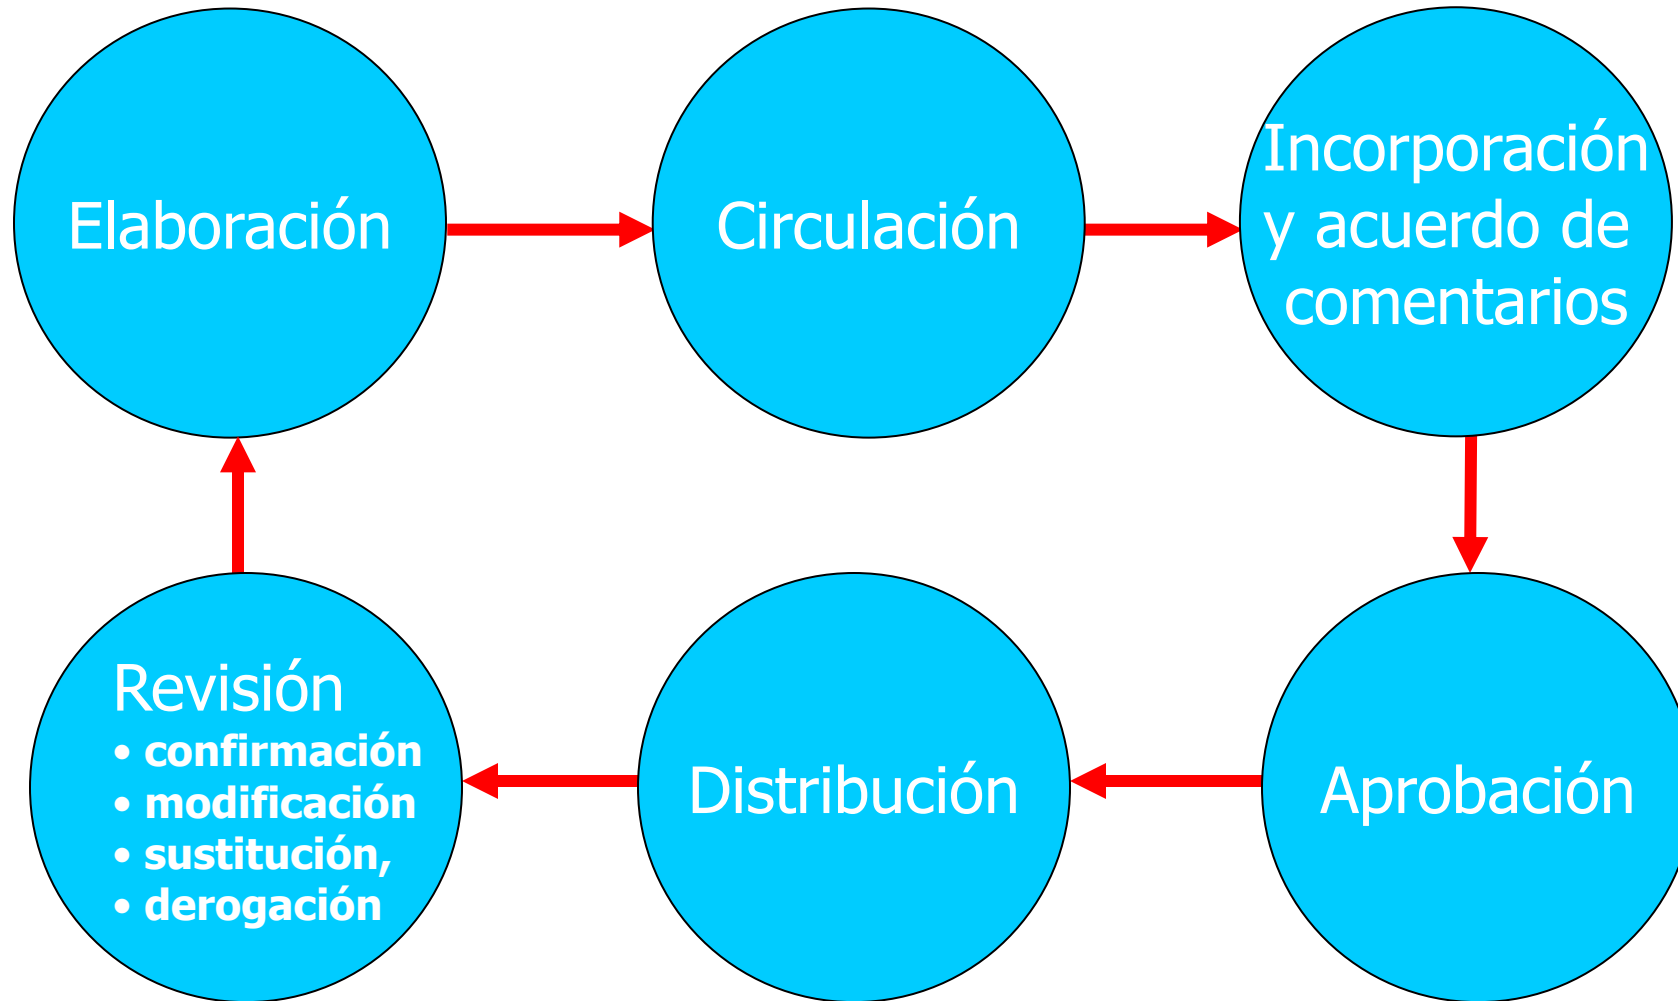 Elaboración
Circulación
Incorporación
y acuerdo de
comentarios
Revisión
• confirmación
• modificación
• sustitución,
• derogación
Distribución
Aprobación